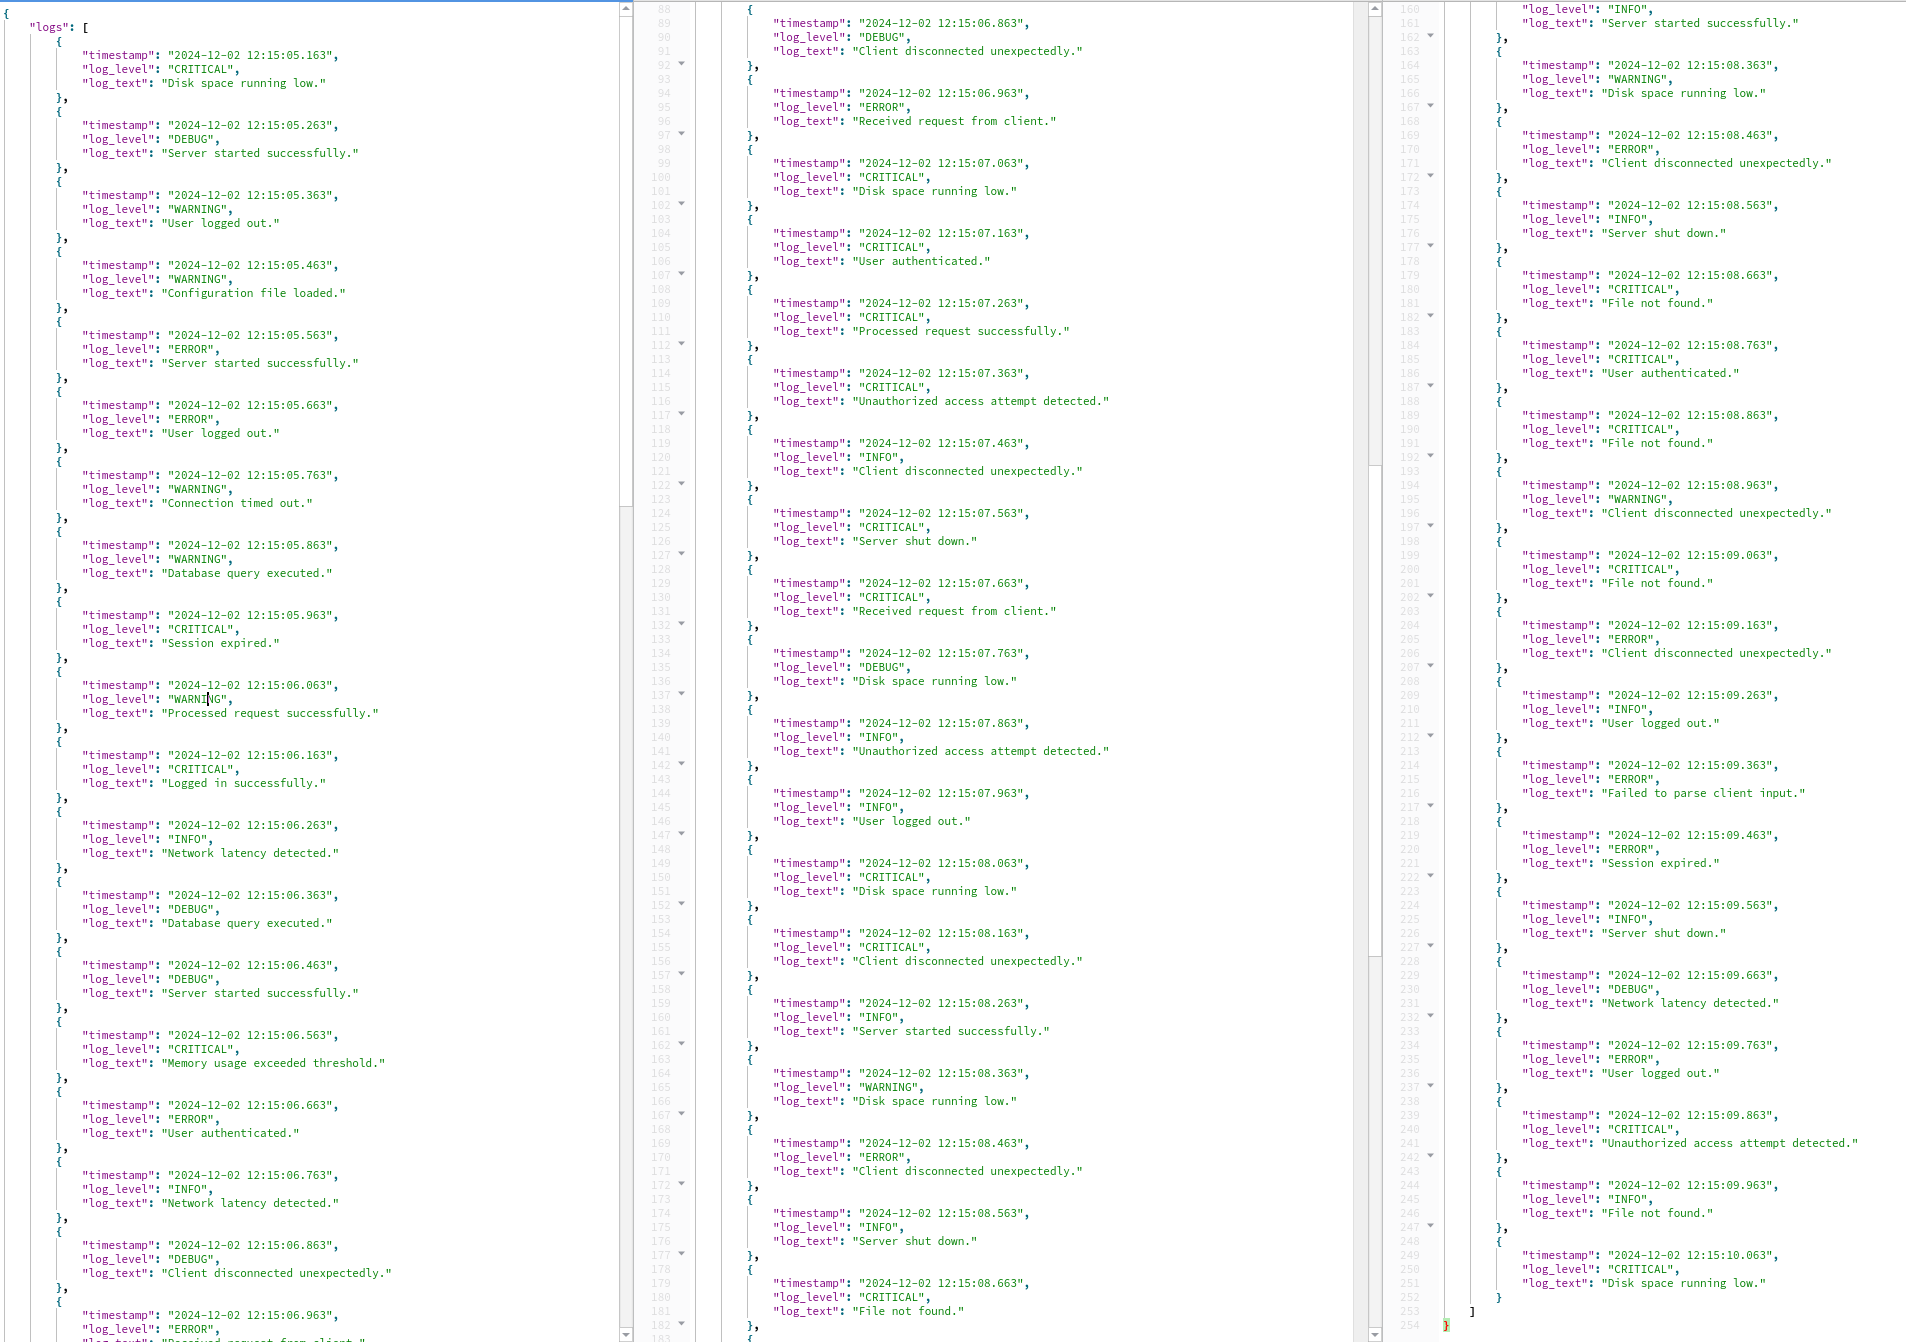 {
"logs": [
{
"timestamp": "2024-12-02 12:15:05.163",
"log_level": "CRITICAL",
"log_text": "Disk space running low."
},
{
"timestamp": "2024-12-02 12:15:05.263",
"log_level": "DEBUG",
"log_text": "Server started successfully."
},
{
"timestamp": "2024-12-02 12:15:05.363",
"log_level": "WARNING",
"log_text": "User logged out."
},
{
"timestamp": "2024-12-02 12:15:05.463",
"log_level": "WARNING",
"log_text": "Configuration file loaded."
},
{
"timestamp": "2024-12-02 12:15:05.563",
"log_level": "ERROR",
"log_text": "Server started successfully."
},
{
"timestamp": "2024-12-02 12:15:05.663",
"log_level": "ERROR",
"log_text": "User logged out."
},
{
"timestamp": "2024-12-02 12:15:05.763",
"log_level": "WARNING",
"log_text": "Connection timed out."
},
{
"timestamp": "2024-12-02 12:15:05.863",
"log_level": "WARNING",
"log_text": "Database query executed."
},
{
"timestamp": "2024-12-02 12:15:05.963",
"log_level": "CRITICAL",
"log_text": "Session expired."
},
{
"timestamp": "2024-12-02 12:15:06.063",
"log_level": "WARNING",
"log_text": "Processed request successfully."
},
{
"timestamp": "2024-12-02 12:15:06.163",
"log_level": "CRITICAL",
"log_text": "Logged in successfully."
},
{
"timestamp": "2024-12-02 12:15:06.263",
"log_level": "INFO",
"log_text": "Network latency detected."
},
{
"timestamp": "2024-12-02 12:15:06.363",
"log_level": "DEBUG",
"log_text": "Database query executed."
},
{
"timestamp": "2024-12-02 12:15:06.463",
"log_level": "DEBUG",
"log_text": "Server started successfully."
},
{
"timestamp": "2024-12-02 12:15:06.563",
"log_level": "CRITICAL",
"log_text": "Memory usage exceeded threshold."
},
{
"timestamp": "2024-12-02 12:15:06.663",
"log_level": "ERROR",
"log_text": "User authenticated."
},
{
"timestamp": "2024-12-02 12:15:06.763",
"log_level": "INFO",
"log_text": "Network latency detected."
},
{
"timestamp": "2024-12-02 12:15:06.863",
"log_level": "DEBUG",
"log_text": "Client disconnected unexpectedly."
},
{
"timestamp": "2024-12-02 12:15:06.963",
"log_level": "ERROR",
88 {
89 "timestamp": "2024-12-02 12:15:06.863",
90 "log_level": "DEBUG",
91 "log_text": "Client disconnected unexpectedly."
92 },
93 {
94 "timestamp": "2024-12-02 12:15:06.963",
95 "log_level": "ERROR",
96 "log_text": "Received request from client."
97 },
98 {
99 "timestamp": "2024-12-02 12:15:07.063",
100 "log_level": "CRITICAL",
101 "log_text": "Disk space running low."
102 },
103 {
104 "timestamp": "2024-12-02 12:15:07.163",
105 "log_level": "CRITICAL",
106 "log_text": "User authenticated."
107 },
108 {
109 "timestamp": "2024-12-02 12:15:07.263",
110 "log_level": "CRITICAL",
111 "log_text": "Processed request successfully."
112 },
113 {
114 "timestamp": "2024-12-02 12:15:07.363",
115 "log_level": "CRITICAL",
116 "log_text": "Unauthorized access attempt detected."
117 },
118 {
119 "timestamp": "2024-12-02 12:15:07.463",
120 "log_level": "INFO",
121 "log_text": "Client disconnected unexpectedly."
122 },
123 {
124 "timestamp": "2024-12-02 12:15:07.563",
125 "log_level": "CRITICAL",
126 "log_text": "Server shut down."
127 },
128 {
129 "timestamp": "2024-12-02 12:15:07.663",
130 "log_level": "CRITICAL",
131 "log_text": "Received request from client."
132 },
133 {
134 "timestamp": "2024-12-02 12:15:07.763",
135 "log_level": "DEBUG",
136 "log_text": "Disk space running low."
137 },
138 {
139 "timestamp": "2024-12-02 12:15:07.863",
140 "log_level": "INFO",
141 "log_text": "Unauthorized access attempt detected."
142 },
143 {
144 "timestamp": "2024-12-02 12:15:07.963",
145 "log_level": "INFO",
146 "log_text": "User logged out."
147 },
148 {
149 "timestamp": "2024-12-02 12:15:08.063",
150 "log_level": "CRITICAL",
151 "log_text": "Disk space running low."
152 },
153 {
154 "timestamp": "2024-12-02 12:15:08.163",
155 "log_level": "CRITICAL",
156 "log_text": "Client disconnected unexpectedly."
157 },
158 {
159 "timestamp": "2024-12-02 12:15:08.263",
160 "log_level": "INFO",
161 "log_text": "Server started successfully."
162 },
163 {
164 "timestamp": "2024-12-02 12:15:08.363",
165 "log_level": "WARNING",
166 "log_text": "Disk space running low."
167 },
168 {
169 "timestamp": "2024-12-02 12:15:08.463",
170 "log_level": "ERROR",
171 "log_text": "Client disconnected unexpectedly."
172 },
173 {
174 "timestamp": "2024-12-02 12:15:08.563",
175 "log_level": "INFO",
176 "log_text": "Server shut down."
177 },
178 {
179 "timestamp": "2024-12-02 12:15:08.663",
180 "log_level": "CRITICAL",
181 "log_text": "File not found."
182 },
183 {
160 "log_level": "INFO",
161 "log_text": "Server started successfully."
162 },
163 {
164 "timestamp": "2024-12-02 12:15:08.363",
165 "log_level": "WARNING",
166 "log_text": "Disk space running low."
167 },
168 {
169 "timestamp": "2024-12-02 12:15:08.463",
170 "log_level": "ERROR",
171 "log_text": "Client disconnected unexpectedly."
172 },
173 {
174 "timestamp": "2024-12-02 12:15:08.563",
175 "log_level": "INFO",
176 "log_text": "Server shut down."
177 },
178 {
179 "timestamp": "2024-12-02 12:15:08.663",
180 "log_level": "CRITICAL",
181 "log_text": "File not found."
182 },
183 {
184 "timestamp": "2024-12-02 12:15:08.763",
185 "log_level": "CRITICAL",
186 "log_text": "User authenticated."
187 },
188 {
189 "timestamp": "2024-12-02 12:15:08.863",
190 "log_level": "CRITICAL",
191 "log_text": "File not found."
192 },
193 {
194 "timestamp": "2024-12-02 12:15:08.963",
195 "log_level": "WARNING",
196 "log_text": "Client disconnected unexpectedly."
197 },
198 {
199 "timestamp": "2024-12-02 12:15:09.063",
200 "log_level": "CRITICAL",
201 "log_text": "File not found."
202 },
203 {
204 "timestamp": "2024-12-02 12:15:09.163",
205 "log_level": "ERROR",
206 "log_text": "Client disconnected unexpectedly."
207 },
208 {
209 "timestamp": "2024-12-02 12:15:09.263",
210 "log_level": "INFO",
211 "log_text": "User logged out."
212 },
213 {
214 "timestamp": "2024-12-02 12:15:09.363",
215 "log_level": "ERROR",
216 "log_text": "Failed to parse client input."
217 },
218 {
219 "timestamp": "2024-12-02 12:15:09.463",
220 "log_level": "ERROR",
221 "log_text": "Session expired."
222 },
223 {
224 "timestamp": "2024-12-02 12:15:09.563",
225 "log_level": "INFO",
226 "log_text": "Server shut down."
227 },
228 {
229 "timestamp": "2024-12-02 12:15:09.663",
230 "log_level": "DEBUG",
231 "log_text": "Network latency detected."
232 },
233 {
234 "timestamp": "2024-12-02 12:15:09.763",
235 "log_level": "ERROR",
236 "log_text": "User logged out."
237 },
238 {
239 "timestamp": "2024-12-02 12:15:09.863",
240 "log_level": "CRITICAL",
241 "log_text": "Unauthorized access attempt detected."
242 },
243 {
244 "timestamp": "2024-12-02 12:15:09.963",
245 "log_level": "INFO",
246 "log_text": "File not found."
247 },
248 {
249 "timestamp": "2024-12-02 12:15:10.063",
250 "log_level": "CRITICAL",
251 "log_text": "Disk space running low."
252 }
253 ]
254 }